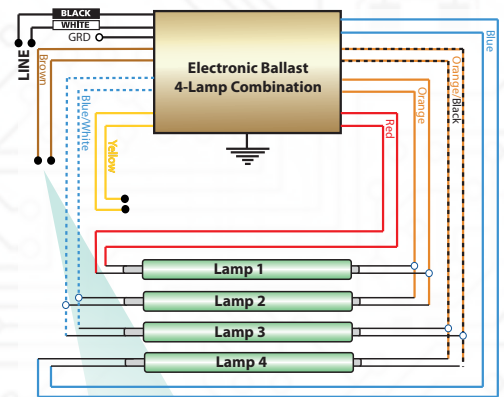 BLACK
WHITE
GRD
LINE
Brown
Blue/White
Yellow
Electronic Ballast
4-Lamp Combination
Red
Orange
Orange/Black
Blue
Lamp 1
Lamp 2
Lamp 3
Lamp 4